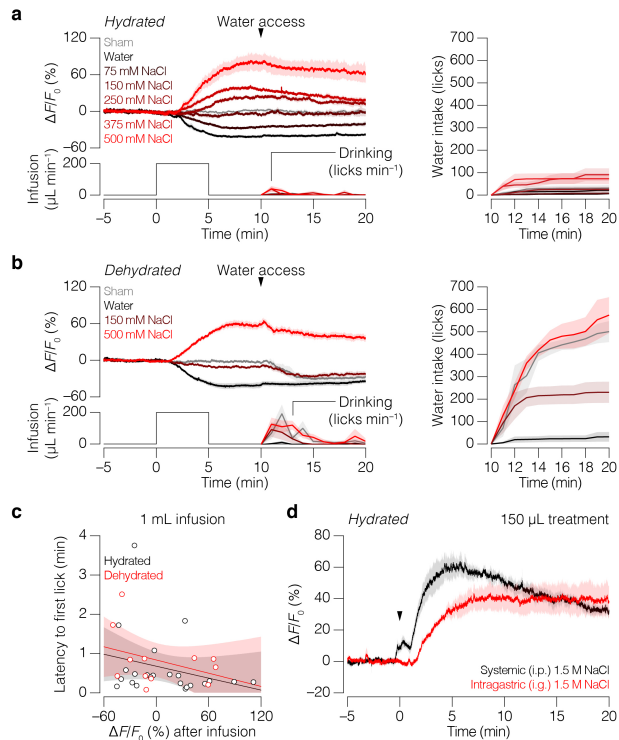 a
Hydrated
Water access
120
60
0
−60
ΔF/F0 (%)
Sham
Water
75 mM NaCl
150 mM NaCl
250 mM NaCl
375 mM NaCl
500 mM NaCl
Infusion
(µL min−1)
200
0
Drinking
(licks min−1)
−5 0 5 10 15 20
Time (min)
Water intake (licks)
700
600
500
400
300
200
100
0
10 12 14 16 18 20
Time (min)
b
Dehydrated
Water access
120
60
0
−60
ΔF/F0 (%)
Sham
Water
150 mM NaCl
500 mM NaCl
Infusion
(µL min−1)
200
0
Drinking
(licks min−1)
−5 0 5 10 15 20
Time (min)
Water intake (licks)
700
600
500
400
300
200
100
0
10 12 14 16 18 20
Time (min)
c
1 mL infusion
Latency to first lick (min)
4
3
2
1
0
Hydrated
Dehydrated
−60 −30 0 30 60 90 120
ΔF/F0 (%) after infusion
d
Hydrated
150 µL treatment
ΔF/F0 (%)
80
60
40
20
0
−20
Systemic (i.p.) 1.5 M NaCl
Intragastric (i.g.) 1.5 M NaCl
−5 0 5 10 15 20
Time (min)